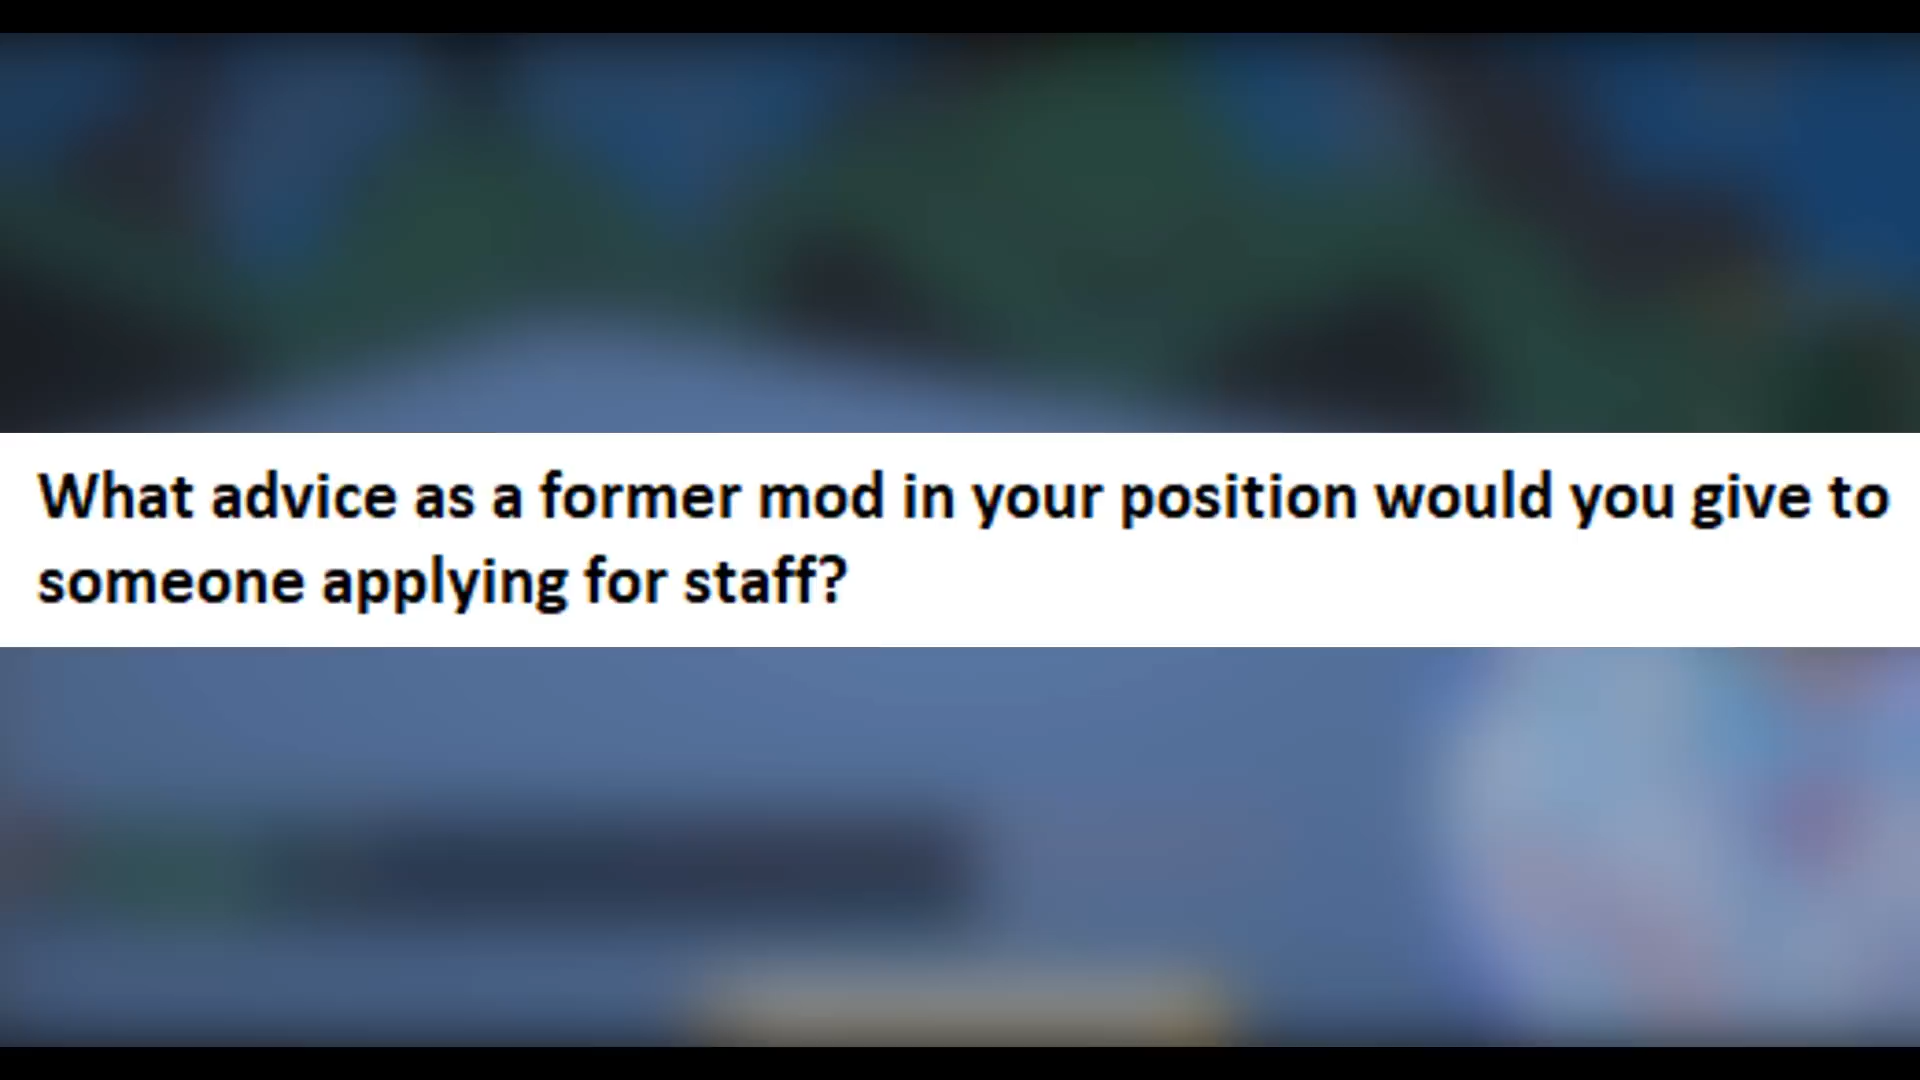 What advice as a former mod in your position would you give to
someone applying for staff?